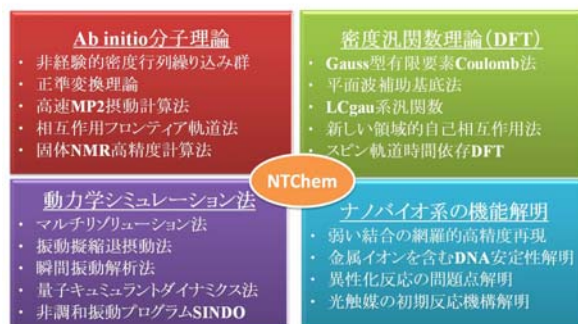 Ab initio分子理論
・ 非経験的密度行列繰り込み群
・ 正準変換理論
・ 高速MP2摂動計算法
・ 相互作用フロンティア軌道法
・ 固体NMR高精度計算法
密度汎関数理論(DFT)
・ Gauss型有限要素Coulomb法
・ 平面波補助基底法
・ LCgau系汎関数
・ 新しい領域的自己相互作用法
・ スピン軌道時間依存DFT
NTChem
動力学シミュレーション法
・ マルチリゾリューション法
・ 振動擬縮退摂動法
・ 瞬間振動解析法
・ 量子キュミュラントダイナミクス法
・ 非調和振動プログラムSINDO
ナノバイオ系の機能解明
・ 弱い結合の網羅的高精度再現
・ 金属イオンを含むDNA安定性解明
・ 異性化反応の問題点解明
・ 光触媒の初期反応機構解明